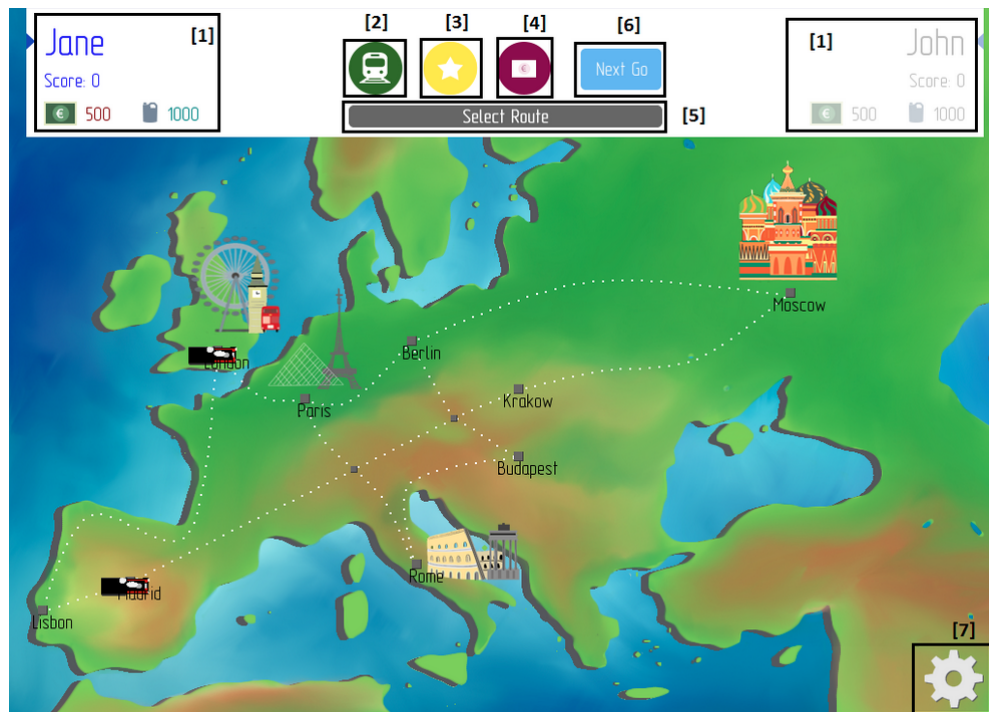 Jane
[1]
Score: 0
500
1000
[2]
[3]
[4]
[6]
Next Go
Select Route
[5]
[1]
John
Score: 0
500
1000
Moscow
London
Berlin
Paris
Krakow
Budapest
Rome
Madrid
Lisbon
[7]